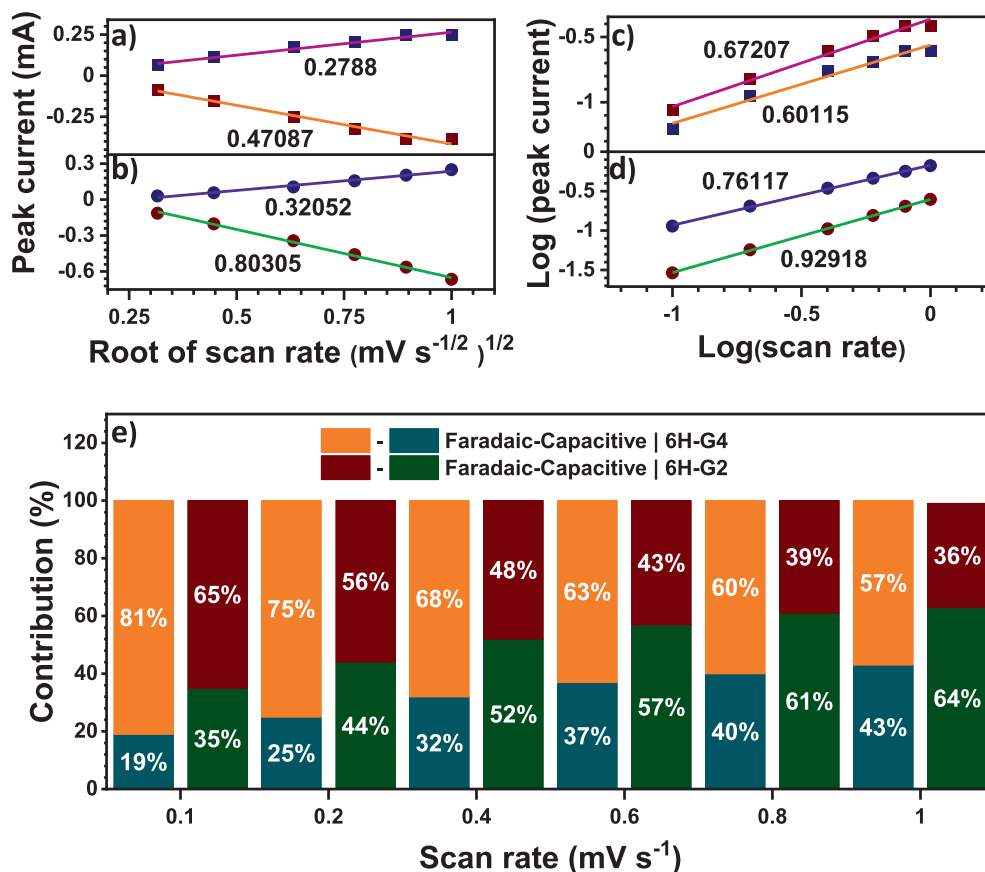 a)
Peak current (mA)
0.25
0
-0.25
0.2788
0.47087
b)
0.3
0
-0.3
-0.6
0.32052
0.80305
0.25
0.5
0.75
1
Root of scan rate (mV s-1/2 )1/2
c)
Log (peak current)
-0.5
-1
0
0.67207
0.60115
d)
-0.5
-1
-1.5
0.76117
0.92918
-1
-0.5
0
Log(scan rate)
e)
Contribution (%)
120
100
80
60
40
20
0
- Faradaic-Capacitive | 6H-G4
- Faradaic-Capacitive | 6H-G2
81% 65% 75% 56% 68% 48% 63% 43% 60% 39% 57% 36%
19% 35% 25% 44% 32% 52% 37% 57% 40% 61% 43% 64%
0.1 0.2 0.4 0.6 0.8 1
Scan rate (mV s-1)